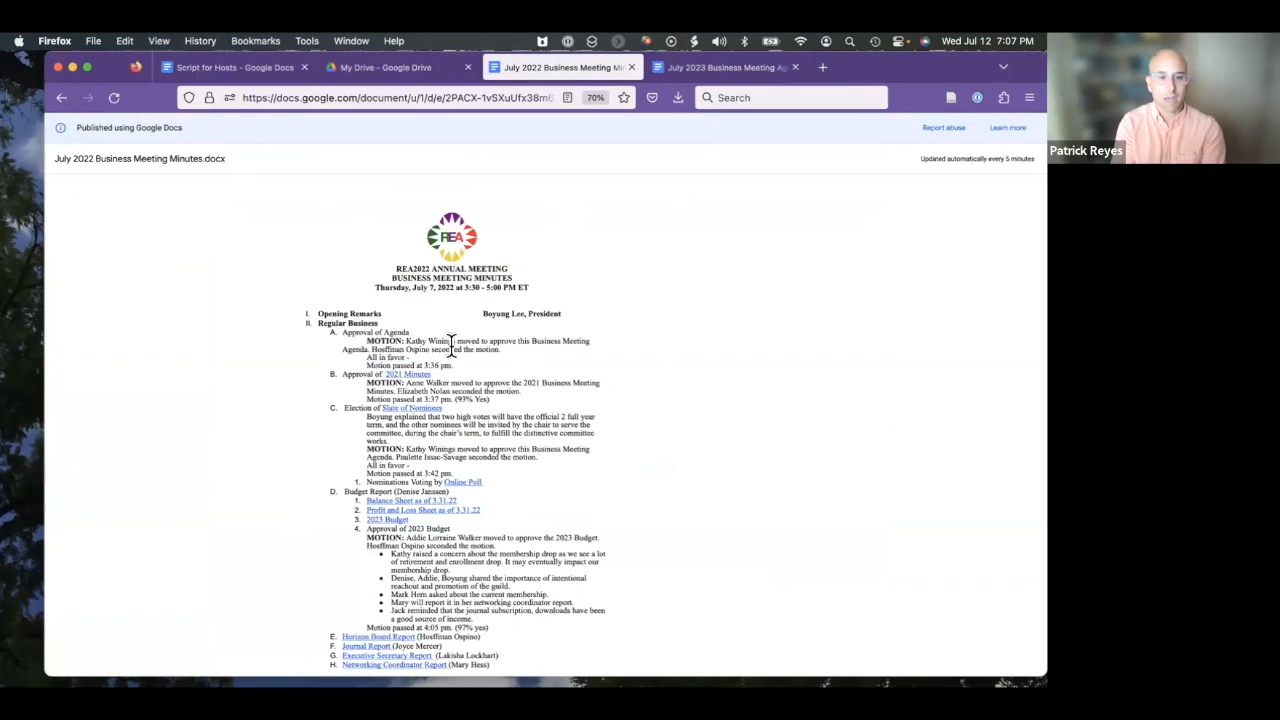 Firefox File Edit View History Bookmarks Tools Window Help Wed Jul 12 7:07 PM
Script for Hosts - Google Docs My Drive - Google Drive July 2022 Business Meeting Mi July 2023 Business Meeting Ag
https://docs.google.com/document/u/1/d/e/2PACX-1vSXuUfx38m6 70% Search
Published using Google Docs Report abuse Learn more
July 2022 Business Meeting Minutes.docx Updated automatically every 5 minutes
Patrick Reyes
REA
REA2022 ANNUAL MEETING
BUSINESS MEETING MINUTES
Thursday, July 7, 2022 at 3:30 - 5:00 PM ET
I. Opening Remarks Boyung Lee, President
II. Regular Business
A. Approval of Agenda
MOTION: Kathy Winings moved to approve this Business Meeting
Agenda. Hosffman Ospino seconded the motion.
All in favor -
Motion passed at 3:36 pm.
B. Approval of 2021 Minutes
MOTION: Anne Walker moved to approve the 2021 Business Meeting
Minutes. Elizabeth Nolan seconded the motion.
Motion passed at 3:37 pm. (93% Yes)
C. Election of Slate of Nominees
Boyung explained that two high votes will have the official 2 full year
term, and the other nominees will be invited by the chair to serve the
committee, during the chair's term, to fulfill the distinctive committee
works.
MOTION: Kathy Winings moved to approve this Business Meeting
Agenda. Paulette Issac-Savage seconded the motion.
All in favor -
Motion passed at 3:42 pm.
1. Nominations Voting by Online Poll
D. Budget Report (Denise Janssen)
1. Balance Sheet as of 3.31.22
2. Profit and Loss Sheet as of 3.31.22
3. 2023 Budget
4. Approval of 2023 Budget
MOTION: Addie Lorraine Walker moved to approve the 2023 Budget.
Hosffman Ospino seconded the motion.
• Kathy raised a concern about the membership drop as we see a lot
of retirement and enrollment drop. It may eventually impact our
membership drop.
• Denise, Addie, Boyung shared the importance of intentional
reachout and promotion of the guild.
• Mark Hern asked about the current membership.
• Mary will report it in her networking coordinator report.
• Jack reminded that the journal subscription, downloads have been
a good source of income.
Motion passed at 4:05 pm. (97% yes)
E. Horizon Board Report (Hosffman Ospino)
F. Journal Report (Joyce Mercer)
G. Executive Secretary Report (Lakisha Lockhart)
H. Networking Coordinator Report (Mary Hess)